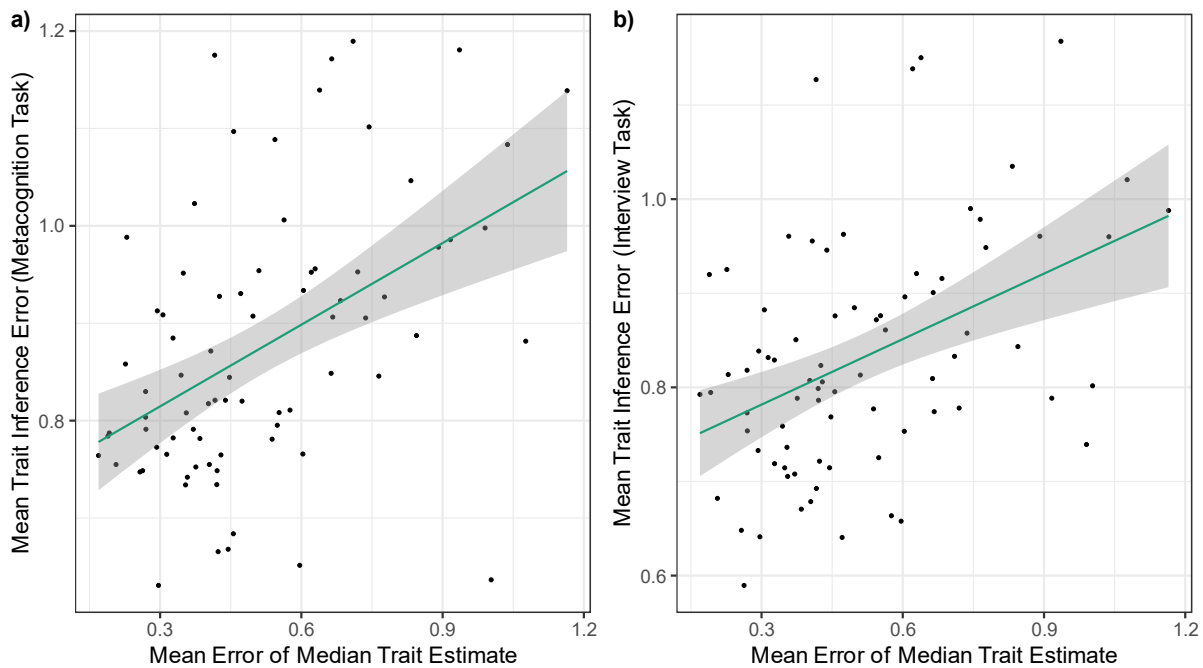 a)
Mean Trait Inference Error (Metacognition Task)
1.2
1.0
0.8
0.3
0.6
0.9
1.2
Mean Error of Median Trait Estimate
b)
Mean Trait Inference Error (Interview Task)
1.0
0.8
0.6
0.3
0.6
0.9
1.2
Mean Error of Median Trait Estimate